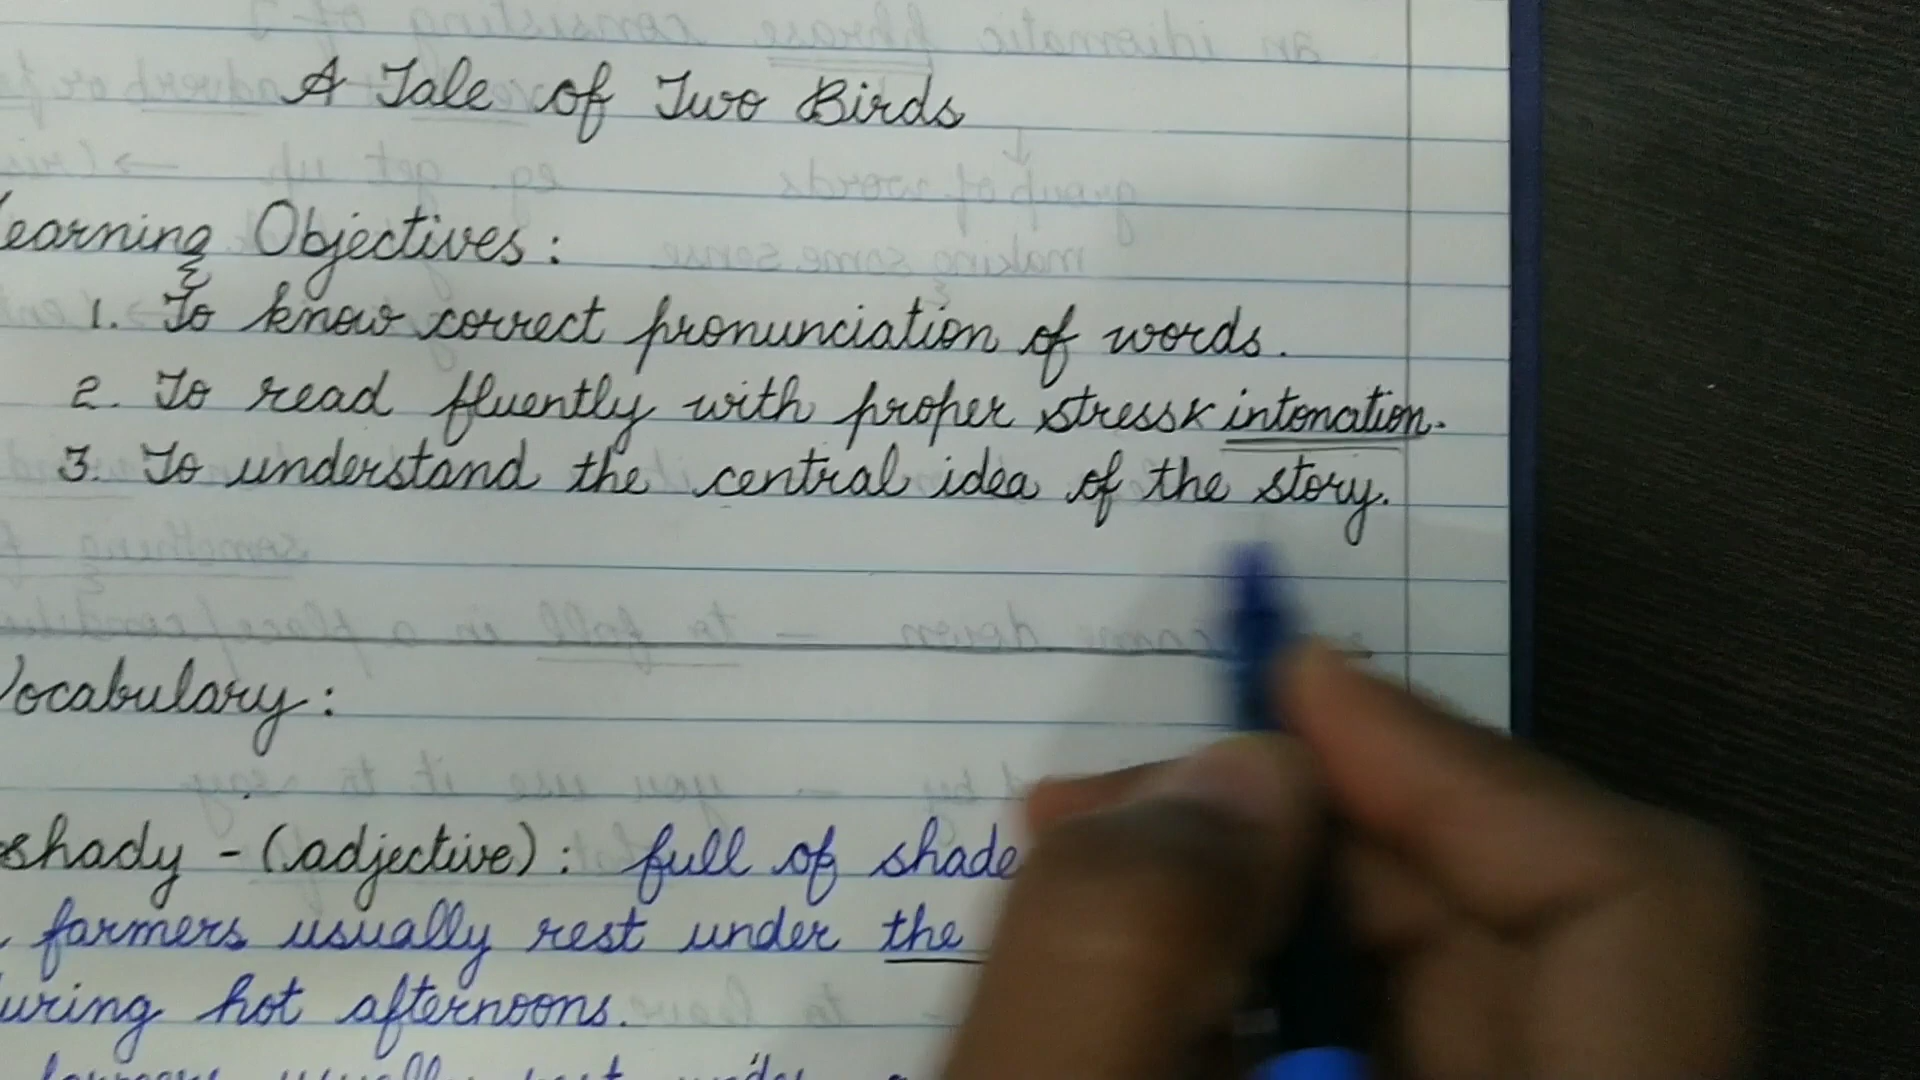 A Tale of Two Birds
earning Objectives :
1. To know correct pronunciation of words.
2. To read fluently with proper stress & intonation.
3. To understand the central idea of the story.
Vocabulary :
shady - (adjective) : full of shade
farmers usually rest under the
uring hot afternoons.